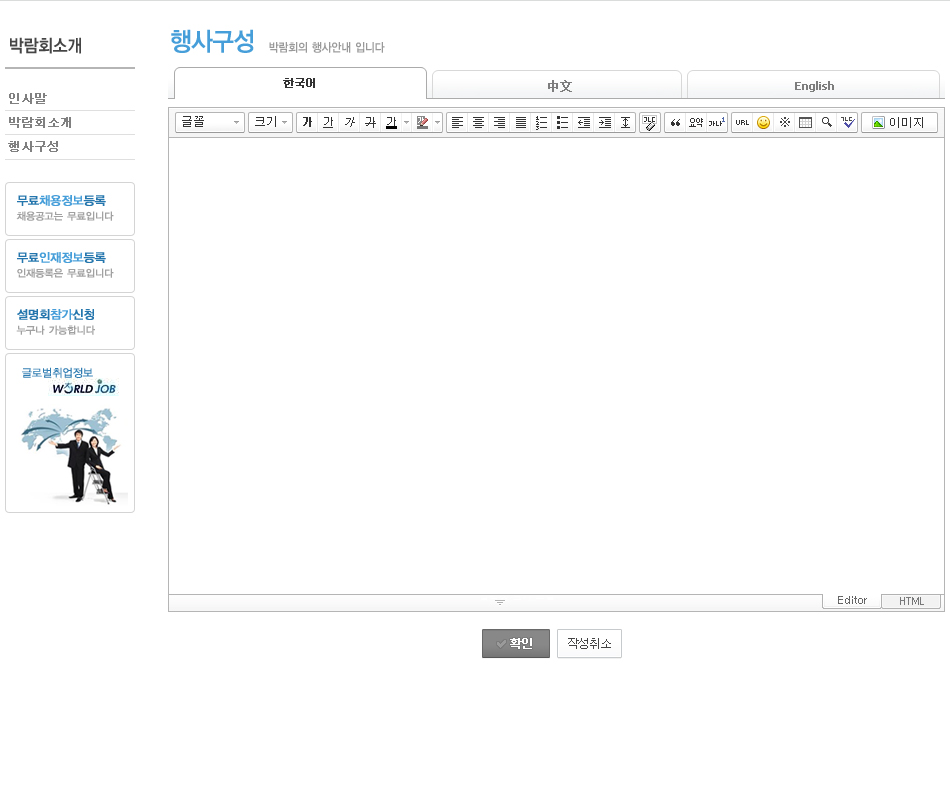 박람회소개
인사말
박람회소개
행사구성
무료채용정보등록
채용공고는 무료입니다
무료인재정보등록
인재등록은 무료입니다
설명회참가신청
누구나 가능합니다
글로벌취업정보
WORLD JOB
행사구성 박람회의 행사안내 입니다
한국어 中文 English
글꼴 크기 가 가 가 가 가 요약 URL ※ 이미지
Editor HTML
확인 작성취소